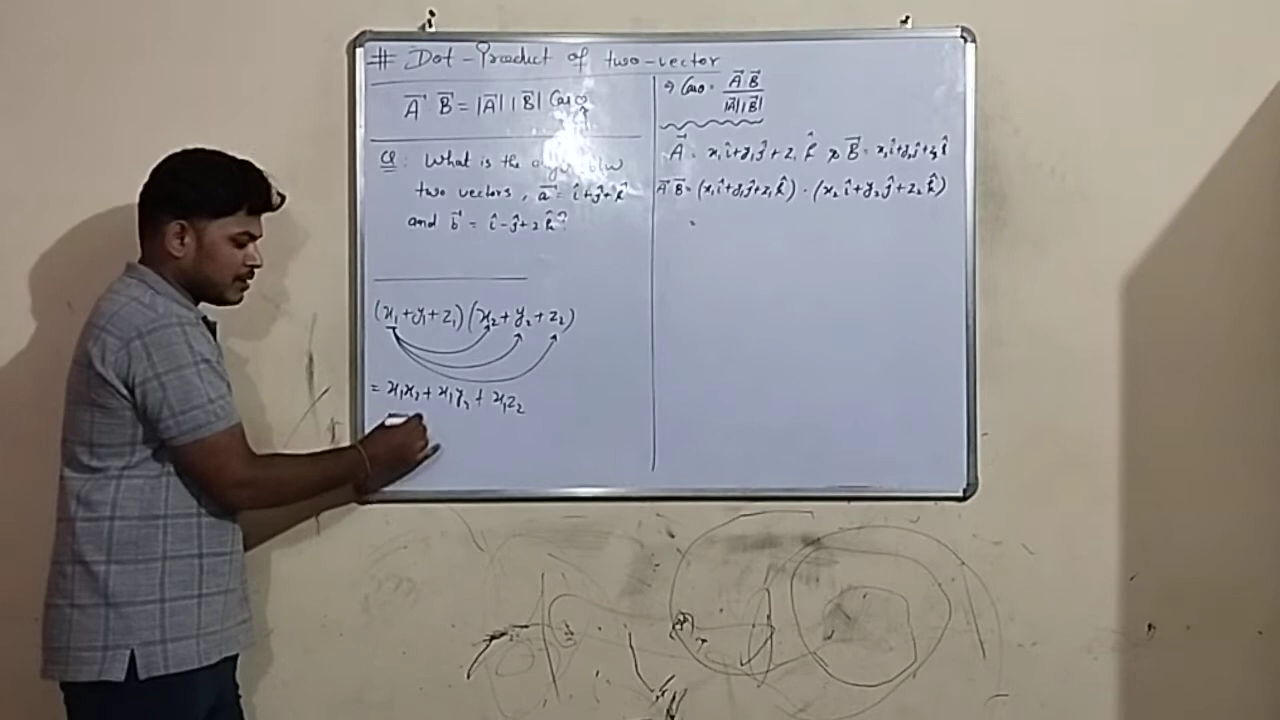 # Dot-Product of two-vector
A⃗ B⃗ = |A⃗| |B⃗| Cos θ
Q: What is the angle b/w
two vectors, a⃗ = î+ĵ+k̂
and b⃗ = î-ĵ+2k̂?
(x₁+y₁+z₁)(x₂+y₂+z₂)
= x₁x₂+x₁y₂+x₁z₂
⇒ Cosθ = A⃗ B⃗ / |A⃗||B⃗|
A⃗ = x₁î+y₁ĵ+z₁k̂ & B⃗ = x₂î+y₂ĵ+z₂k̂
A⃗ B⃗ = (x₁î+y₁ĵ+z₁k̂) · (x₂î+y₂ĵ+z₂k̂)
=